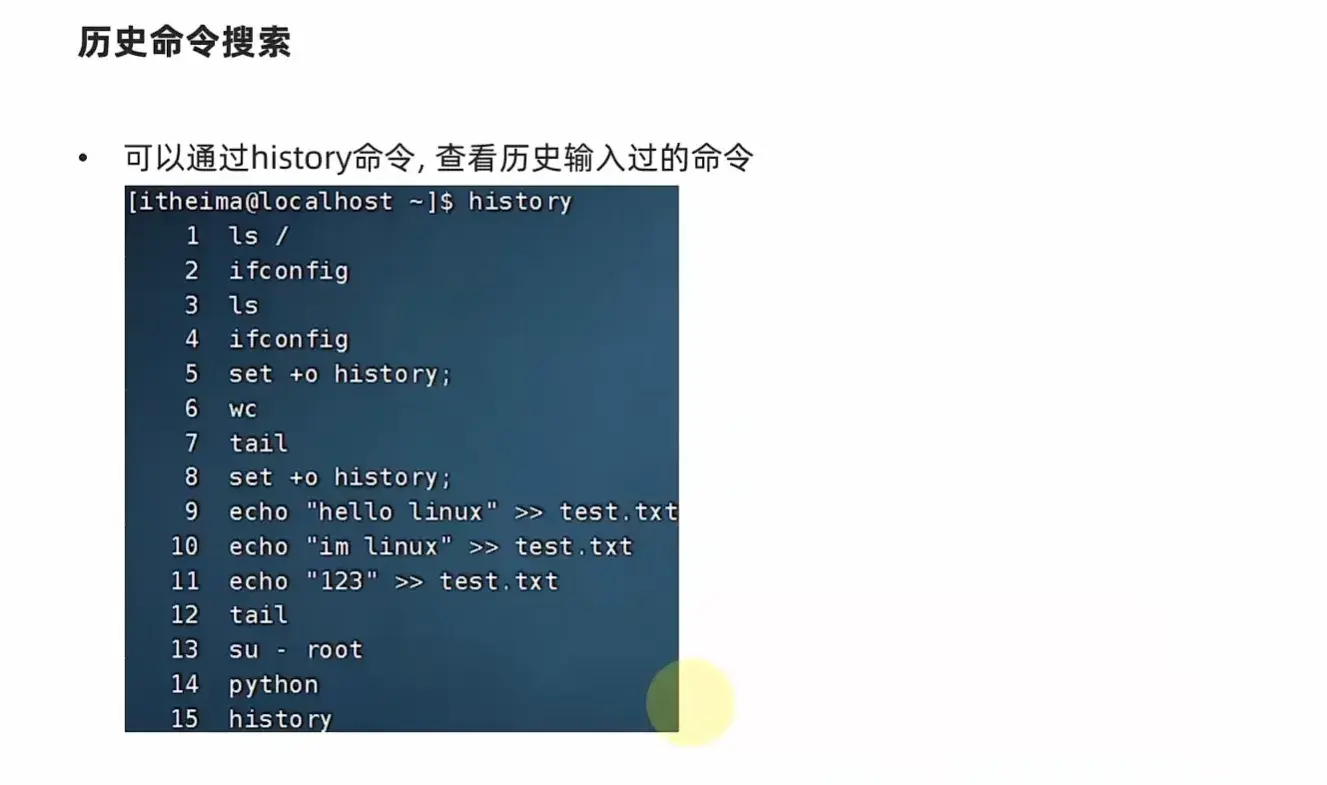 历史命令搜索
• 可以通过history命令, 查看历史输入过的命令
[itheima@localhost ~]$ history
1 ls /
2 ifconfig
3 ls
4 ifconfig
5 set +o history;
6 wc
7 tail
8 set +o history;
9 echo "hello linux" >> test.txt
10 echo "im linux" >> test.txt
11 echo "123" >> test.txt
12 tail
13 su - root
14 python
15 history